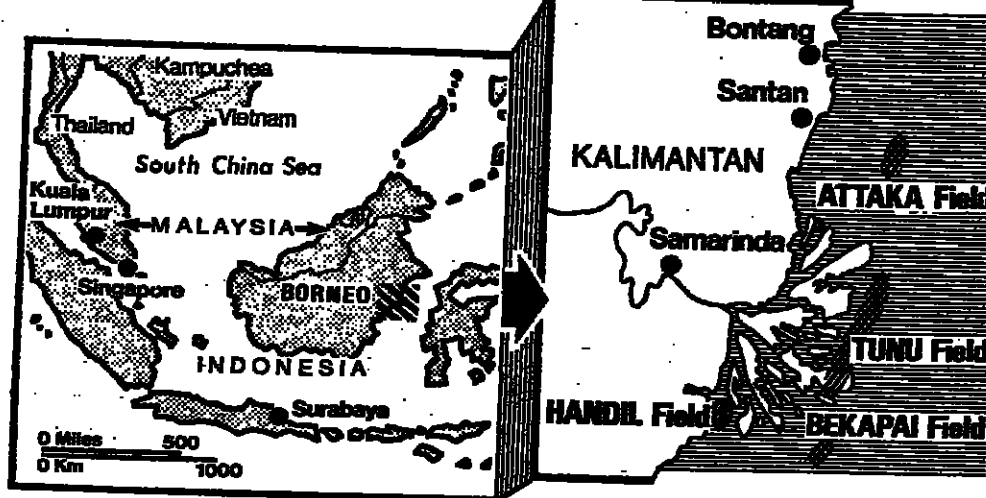 Kampuchea
Thailand
Vietnam
South China Sea
Kuala
Lumpur
MALAYSIA
Singapore
BORNEO
INDONESIA
Surabaya
0 Miles 500
0 Km 1000
Bontang
Santan
KALIMANTAN
ATTAKA Field
Samarinda
TUNU Field
HANDIL Field
BEKAPAI Field